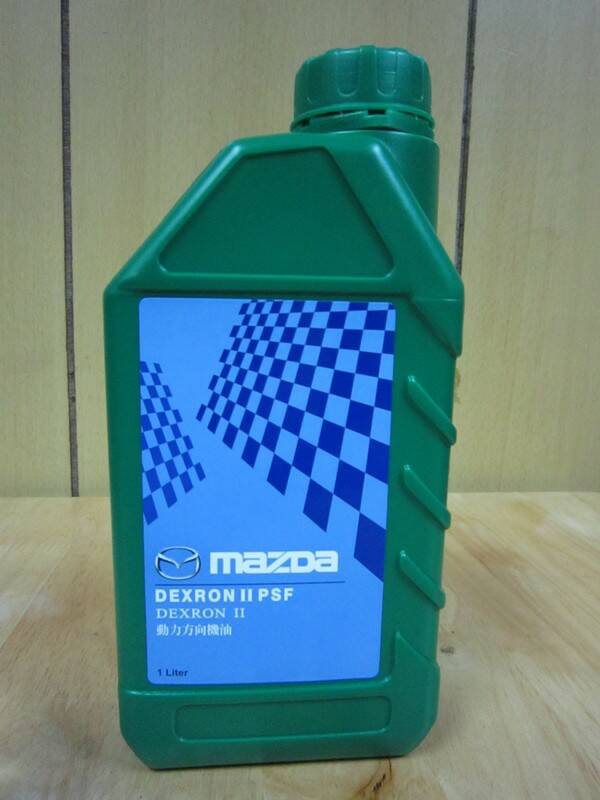 mazda
DEXRON II PSF
DEXRON II
動力方向機油
1 Liter